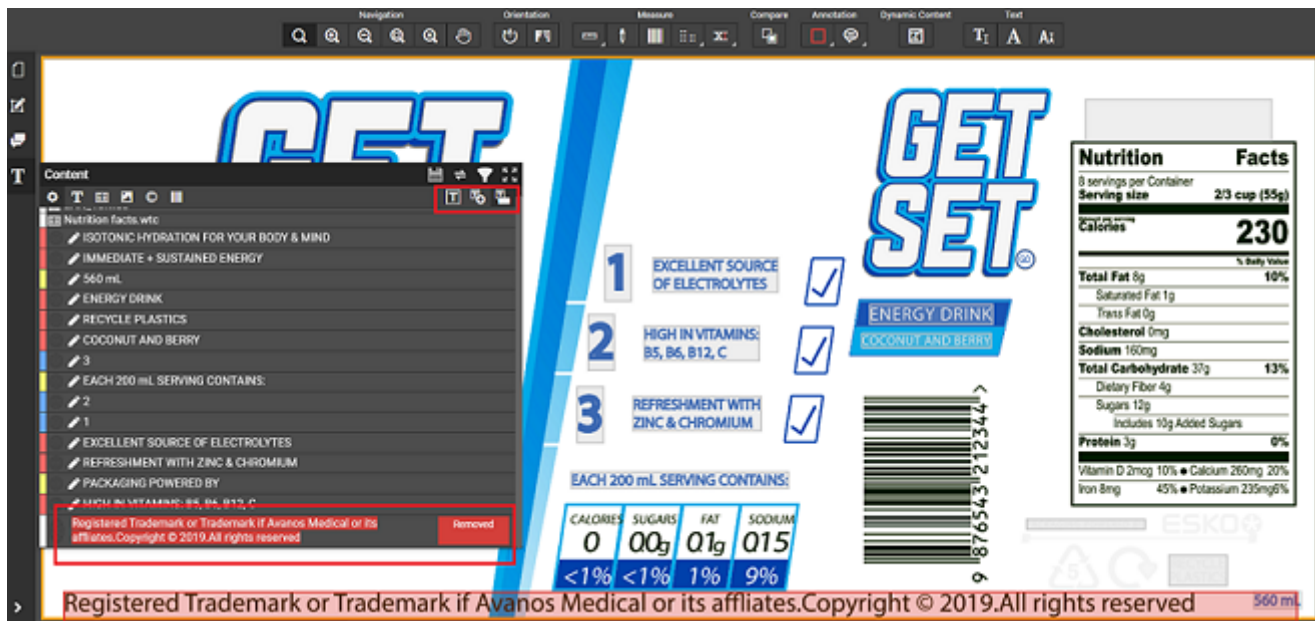 Navigation
Orientation
Measure
Compare
Annotation
Dynamic Content
Text
GET
Content
Nutrition facts.wtc
ISOTONIC HYDRATION FOR YOUR BODY & MIND
IMMEDIATE + SUSTAINED ENERGY
560 mL
ENERGY DRINK
RECYCLE PLASTICS
COCONUT AND BERRY
3
EACH 200 mL SERVING CONTAINS:
2
1
EXCELLENT SOURCE OF ELECTROLYTES
REFRESHMENT WITH ZINC & CHROMIUM
PACKAGING POWERED BY
HIGH IN VITAMINS: B5, B6, B12, C
Registered Trademark or Trademark if Avanos Medical or its
affliates.Copyright © 2019.All rights reserved
Removed
1
EXCELLENT SOURCE
OF ELECTROLYTES
2
HIGH IN VITAMINS:
B5, B6, B12, C
3
REFRESHMENT WITH
ZINC & CHROMIUM
EACH 200 mL SERVING CONTAINS:
CALORIES SUGARS FAT SODIUM
0 0.0g 0.1g 0.15
<1% <1% 1% 9%
GET
SET
GO
ENERGY DRINK
COCONUT AND BERRY
9 876543 212344 >
Nutrition Facts
8 servings per Container
Serving size 2/3 cup (55g)
Calories 230
% Daily Value
Total Fat 8g 10%
Saturated Fat 1g
Trans Fat 0g
Cholesterol 0mg
Sodium 160mg
Total Carbohydrate 37g 13%
Dietary Fiber 4g
Sugars 12g
Includes 10g Added Sugars
Protein 3g 0%
Vitamin D 2mcg 10% ● Calcium 260mg 20%
Iron 8mg 45% ● Potassium 235mg6%
ESKO
5
Registered Trademark or Trademark if Avanos Medical or its affliates.Copyright © 2019.All rights reserved
560 mL